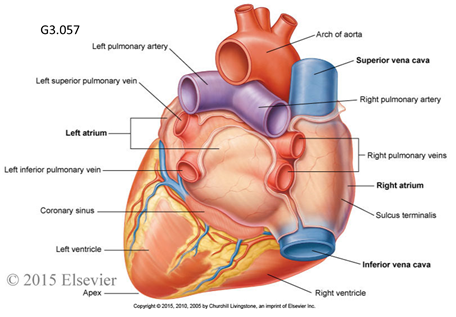 G3.057
Arch of aorta
Left pulmonary artery
Superior vena cava
Left superior pulmonary vein
Right pulmonary artery
Left atrium
Right pulmonary veins
Left inferior pulmonary vein
Right atrium
Coronary sinus
Sulcus terminalis
Left ventricle
Inferior vena cava
© 2015 Elsevier
Apex
Right ventricle
Copyright © 2015, 2010, 2005 by Churchill Livingstone, an imprint of Elsevier Inc.